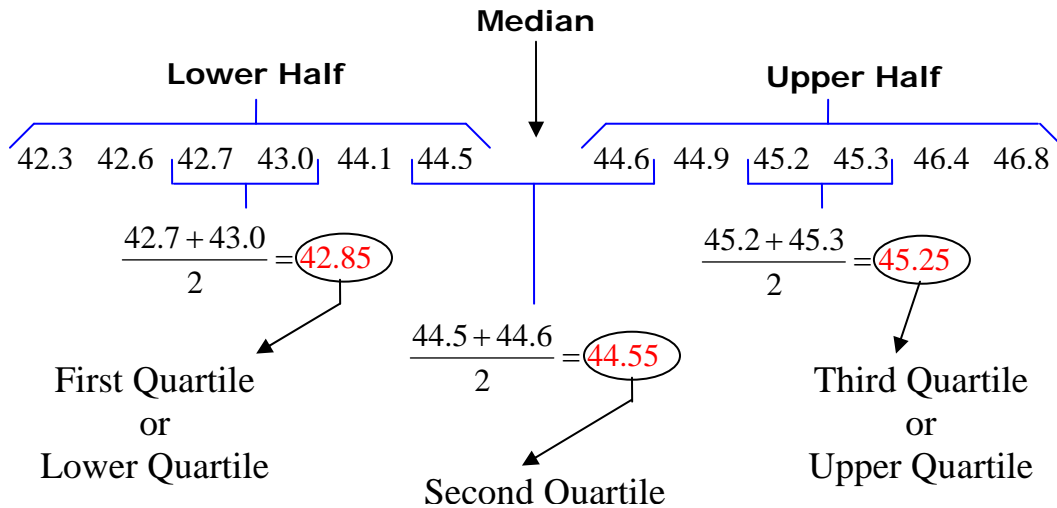 Median
Lower Half Upper Half
42.3 42.6 42.7 43.0 44.1 44.5 44.6 44.9 45.2 45.3 46.4 46.8
(42.7 + 43.0)/2 = 42.85
(45.2 + 45.3)/2 = 45.25
(44.5 + 44.6)/2 = 44.55
First Quartile
or
Lower Quartile
Third Quartile
or
Upper Quartile
Second Quartile